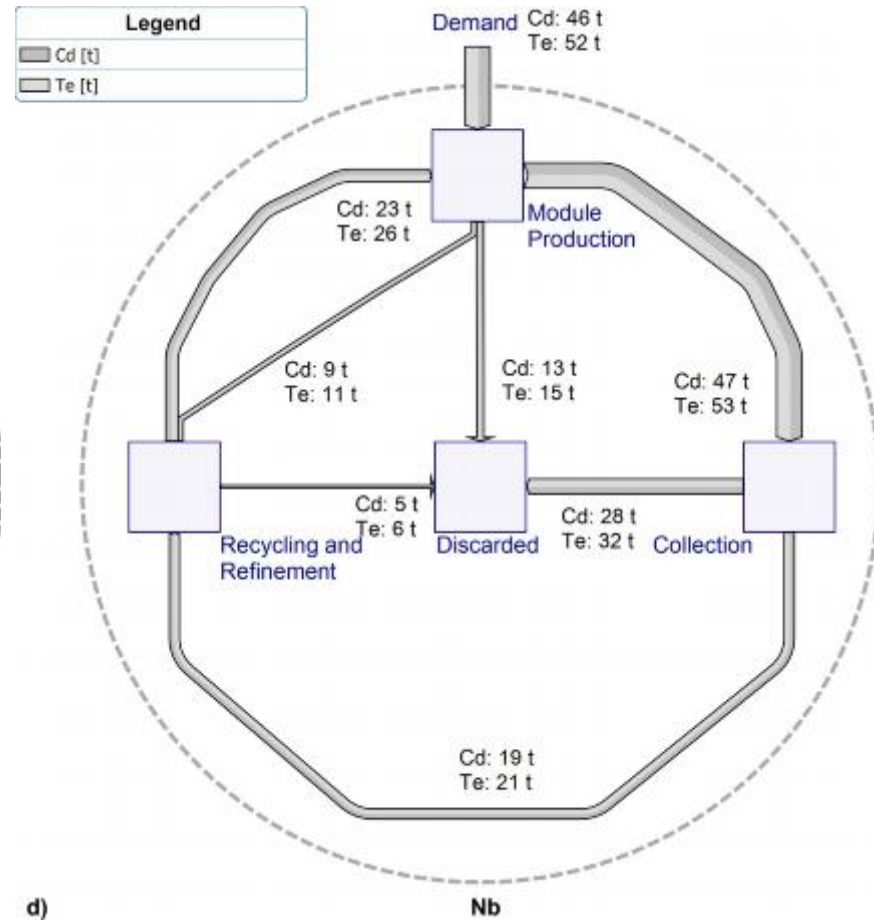 Legend
Cd [t]
Te [t]
Demand
Cd: 46 t
Te: 52 t
Cd: 23 t
Te: 26 t
Module
Production
Cd: 9 t
Te: 11 t
Cd: 13 t
Te: 15 t
Cd: 47 t
Te: 53 t
Cd: 5 t
Te: 6 t
Cd: 28 t
Te: 32 t
Recycling and
Refinement
Discarded
Collection
Cd: 19 t
Te: 21 t
d)
Nb